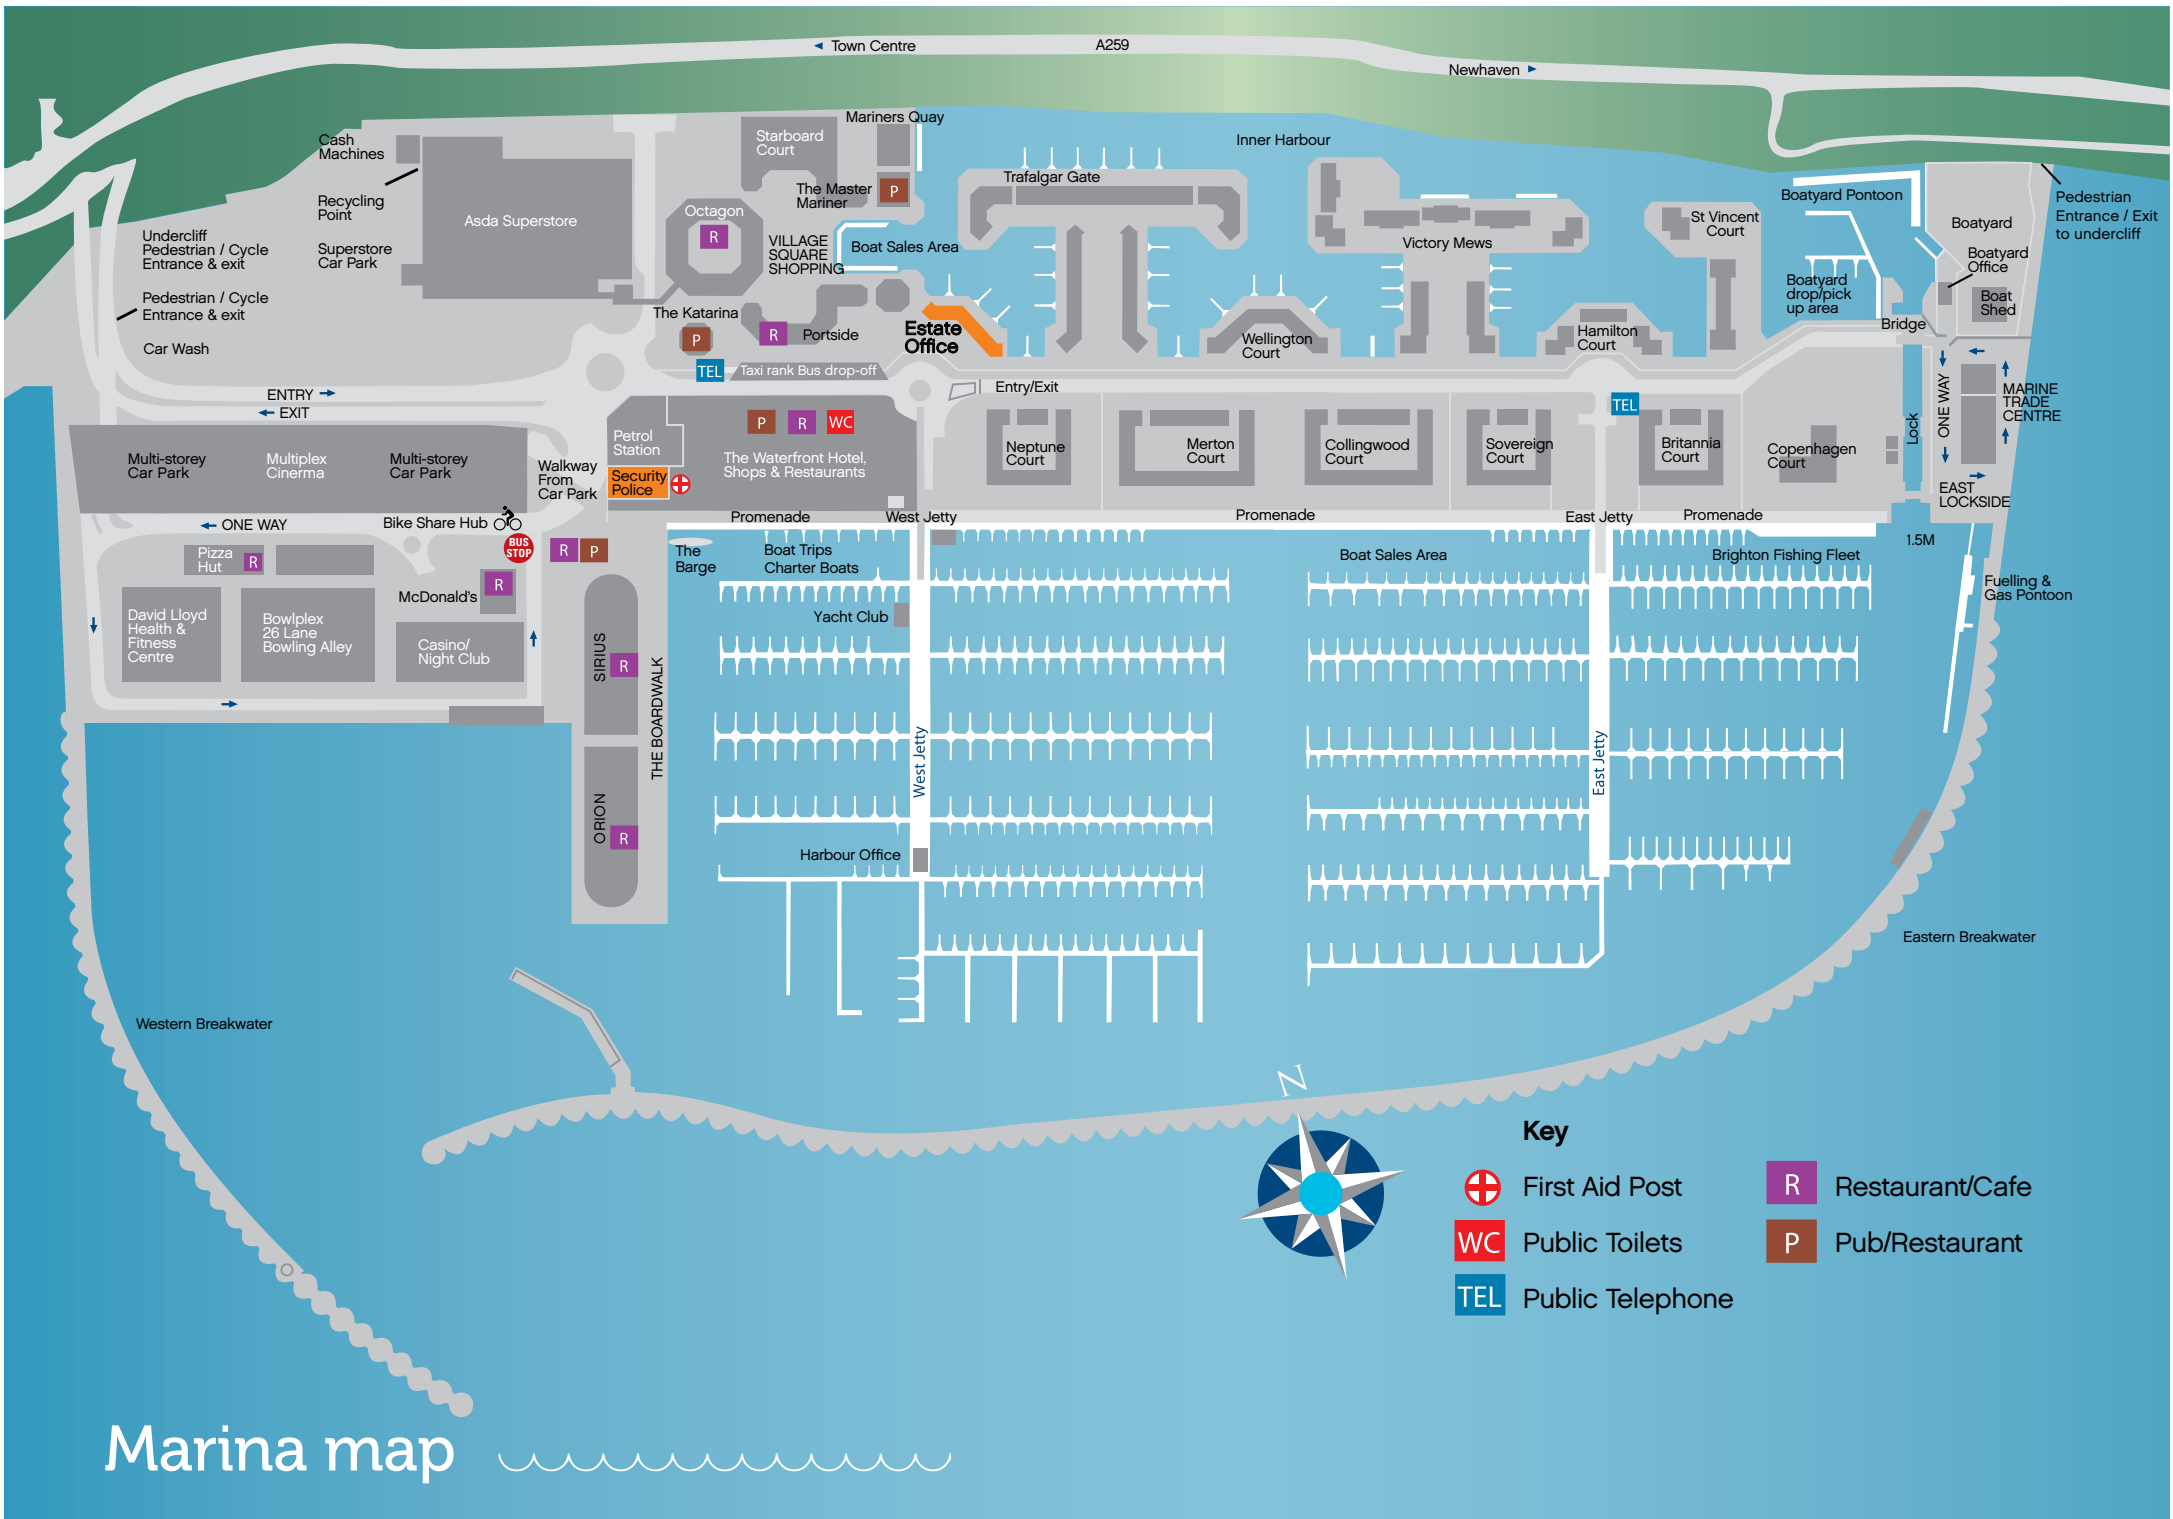 Town Centre
A259
Newhaven
Cash
Machines
Recycling
Point
Superstore
Car Park
Undercliff
Pedestrian / Cycle
Entrance & exit
Pedestrian / Cycle
Entrance & exit
Car Wash
ENTRY
EXIT
Asda Superstore
Starboard
Court
Mariners Quay
The Master
Mariner
P
Octagon
R
VILLAGE
SQUARE
SHOPPING
Boat Sales Area
The Katarina
P
R
Portside
Estate
Office
TEL
Taxi rank Bus drop-off
Entry/Exit
Inner Harbour
Trafalgar Gate
Wellington
Court
Victory Mews
St Vincent
Court
Hamilton
Court
Boatyard Pontoon
Boatyard
Boatyard
Office
Boat
Shed
Boatyard
drop/pick
up area
Bridge
Pedestrian
Entrance / Exit
to undercliff
Lock
ONE WAY
MARINE
TRADE
CENTRE
EAST
LOCKSIDE
1.5M
Multi-storey
Car Park
Multiplex
Cinerma
Multi-storey
Car Park
Walkway
From
Car Park
Petrol
Station
Security
Police
P
R
WC
The Waterfront Hotel,
Shops & Restaurants
Neptune
Court
Merton
Court
Collingwood
Court
Sovereign
Court
TEL
Britannia
Court
Copenhagen
Court
ONE WAY
Bike Share Hub
BUS
STOP
R
P
Pizza
Hut
R
McDonald's
R
David Lloyd
Health &
Fitness
Centre
Bowlplex
26 Lane
Bowling Alley
Casino/
Night Club
SIRIUS
R
ORION
R
THE BOARDWALK
Promenade
West Jetty
Promenade
East Jetty
Promenade
The
Barge
Boat Trips
Charter Boats
Boat Sales Area
Brighton Fishing Fleet
Fuelling &
Gas Pontoon
Yacht Club
West Jetty
East Jetty
Harbour Office
Eastern Breakwater
Western Breakwater
N
Key
First Aid Post
WC
Public Toilets
TEL
Public Telephone
R
Restaurant/Cafe
P
Pub/Restaurant
Marina map